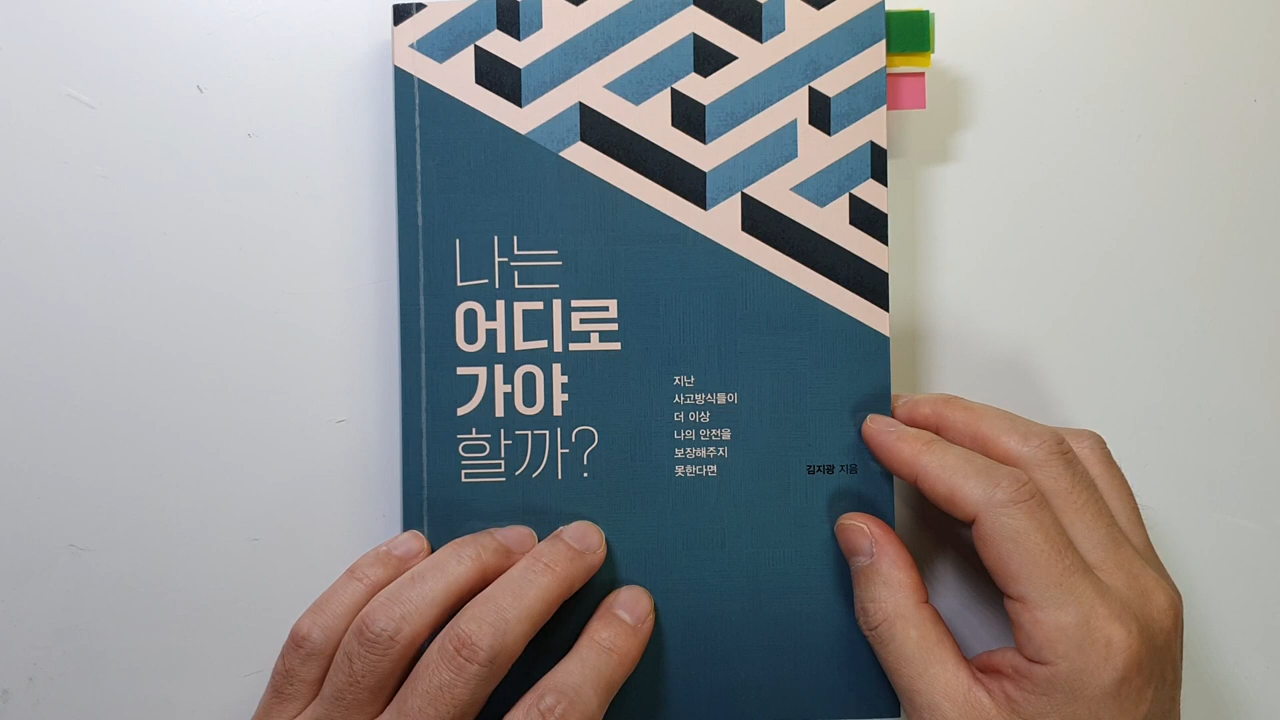 나는
어디로
가야
할까?
지난
사고방식들이
더 이상
나의 안전을
보장해주지
못한다면
김지광 지음